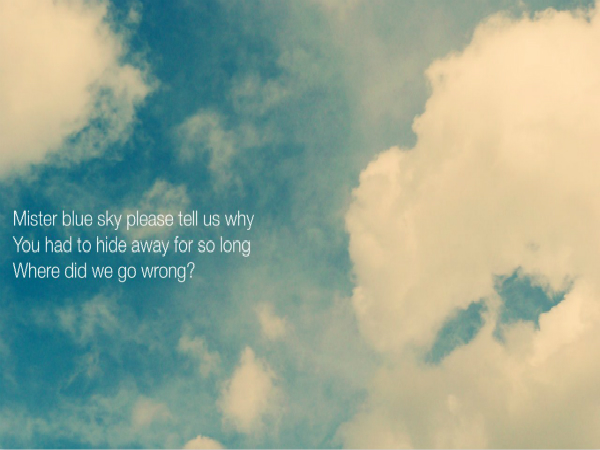 Mister blue sky please tell us why
You had to hide away for so long
Where did we go wrong?